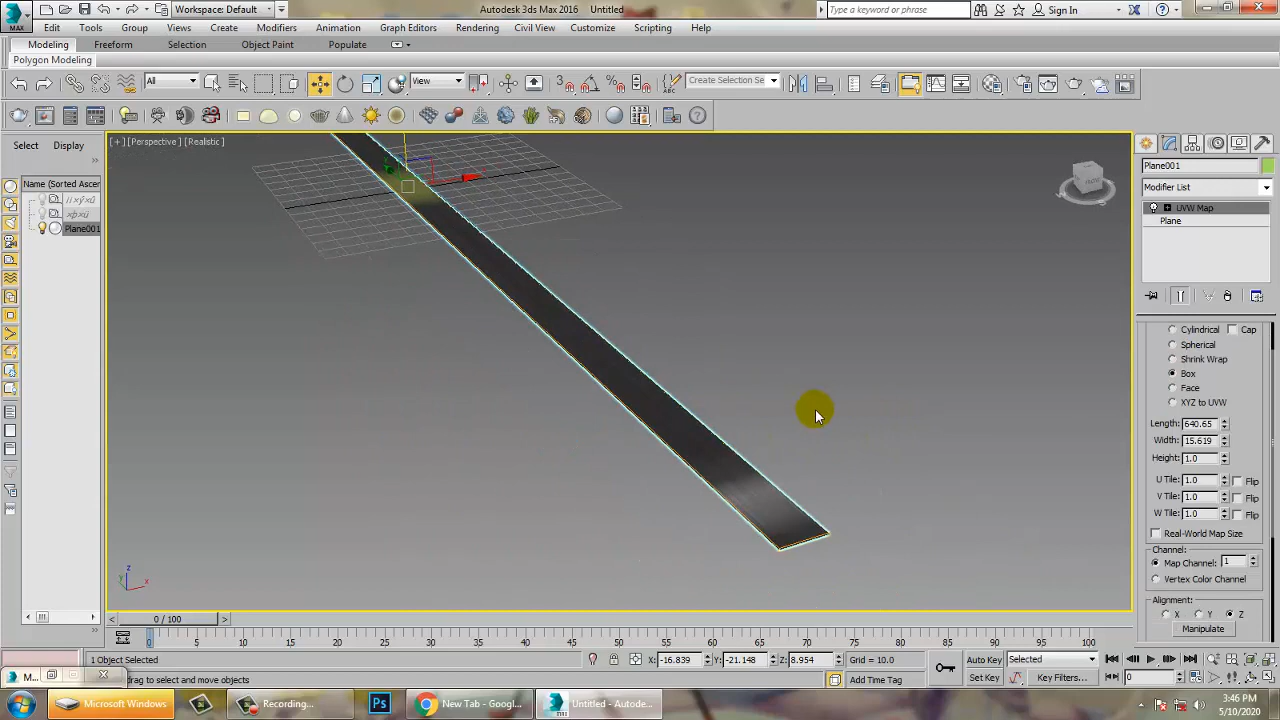 Workspace: Default
Autodesk 3ds Max 2016 Untitled
Type a keyword or phrase
Sign In
MAX
Edit Tools Group Views Create Modifiers Animation Graph Editors Rendering Civil View Customize Scripting Help
Modeling Freeform Selection Object Paint Populate
Polygon Modeling
All
View
Create Selection Se
Select Display
[+] [Perspective] [Realistic]
Name (Sorted Ascen
Plane001
FRONT
Plane001
Modifier List
UVW Map
Plane
Cylindrical Cap
Spherical
Shrink Wrap
Box
Face
XYZ to UVW
Length: 640.65
Width: 15.619
Height: 1.0
U Tile: 1.0 Flip
V Tile: 1.0 Flip
W Tile: 1.0 Flip
Real-World Map Size
Channel:
Map Channel: 1
Vertex Color Channel
Alignment:
X Y Z
Manipulate
z
y x
< 0 / 100 >
0 5 10 15 20 25 30 35 40 45 50 55 60 65 70 75 80 85 90 95 100
1 Object Selected
X: -16.839 Y: -21.148 Z: 8.954 Grid = 10.0
Auto Key Selected
M...
drag to select and move objects
Add Time Tag
Set Key Key Filters...
0
Microsoft Windows
Recording...
Ps
New Tab - Googl...
Untitled - Autode...
3:46 PM
5/10/2020